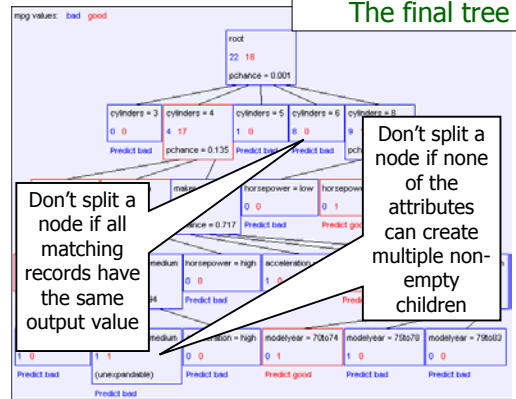 The final tree
mpg values: bad good
root
22 18
pchance = 0.001
cylinders = 3
0 0
Predict bad
cylinders = 4
4 17
pchance = 0.135
cylinders = 5
1 0
Predict bad
cylinders = 6
8 0
Predict bad
cylinders = 8
9
Don't split a
node if all
matching
records have
the same
output value
Don't split a
node if none
of the
attributes
can create
multiple non-
empty
children
horsepower = low
0 0
Predict bad
0 1
= 0.717
horsepower = high
0 0
Predict bad
acceleration
medium
1 1
(unexpandable)
Predict bad
= high
0 0
Predict bad
modelyear = 70to74
0 1
Predict good
modelyear = 75to78
1 0
Predict bad
modelyear = 79to83
0 0
Predict bad
1 0
Predict bad